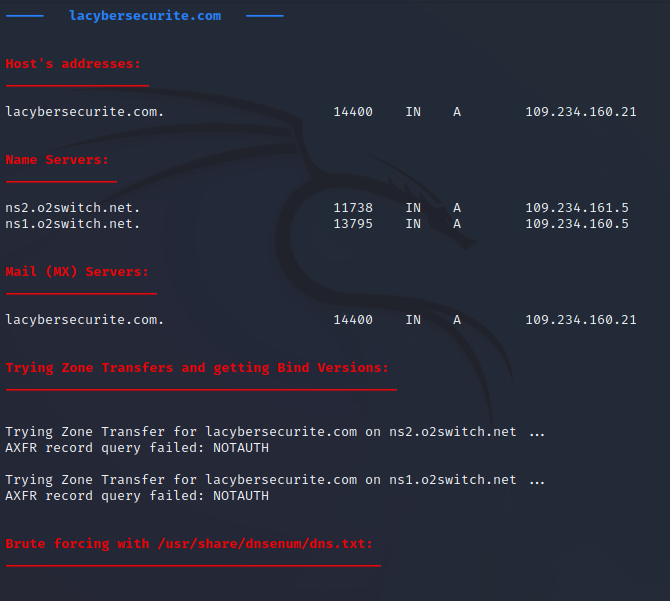 —— lacybersecurite.com ——
Host's addresses:
lacybersecurite.com. 14400 IN A 109.234.160.21
Name Servers:
ns2.o2switch.net. 11738 IN A 109.234.161.5
ns1.o2switch.net. 13795 IN A 109.234.160.5
Mail (MX) Servers:
lacybersecurite.com. 14400 IN A 109.234.160.21
Trying Zone Transfers and getting Bind Versions:
Trying Zone Transfer for lacybersecurite.com on ns2.o2switch.net ...
AXFR record query failed: NOTAUTH
Trying Zone Transfer for lacybersecurite.com on ns1.o2switch.net ...
AXFR record query failed: NOTAUTH
Brute forcing with /usr/share/dnsenum/dns.txt: